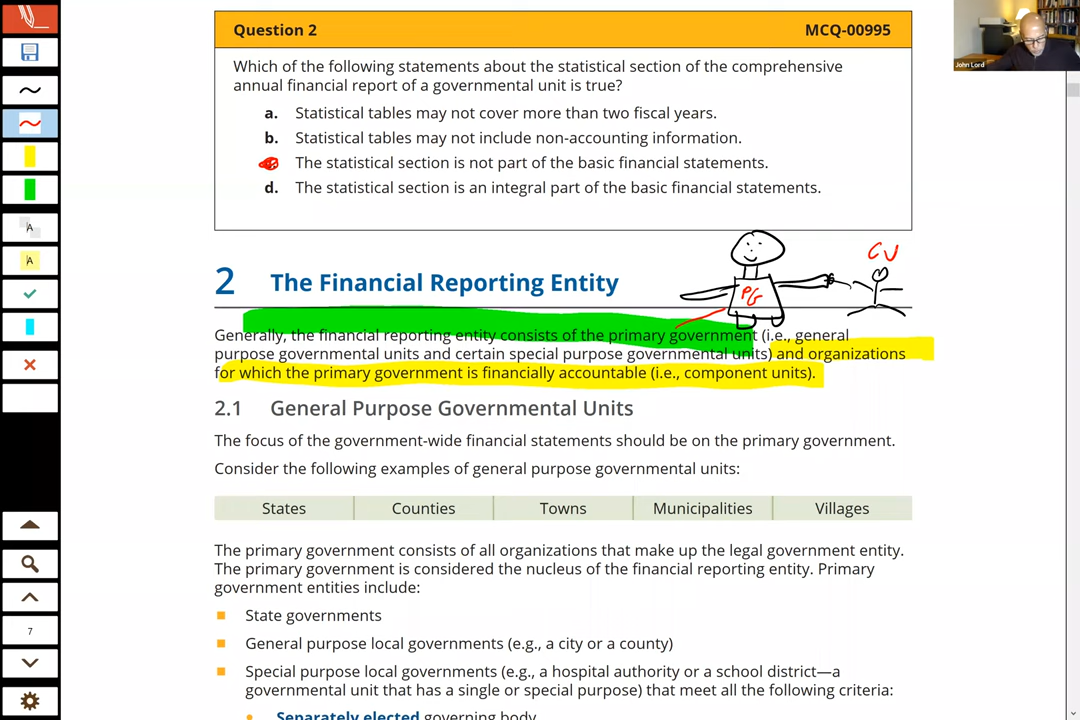 Question 2
MCQ-00995
John Lord
Which of the following statements about the statistical section of the comprehensive
annual financial report of a governmental unit is true?
a. Statistical tables may not cover more than two fiscal years.
b. Statistical tables may not include non-accounting information.
The statistical section is not part of the basic financial statements.
d. The statistical section is an integral part of the basic financial statements.
CU
PG
2 The Financial Reporting Entity
Generally, the financial reporting entity consists of the primary government (i.e., general
purpose governmental units and certain special purpose governmental units) and organizations
for which the primary government is financially accountable (i.e., component units).
2.1 General Purpose Governmental Units
The focus of the government-wide financial statements should be on the primary government.
Consider the following examples of general purpose governmental units:
States Counties Towns Municipalities Villages
The primary government consists of all organizations that make up the legal government entity.
The primary government is considered the nucleus of the financial reporting entity. Primary
government entities include:
State governments
General purpose local governments (e.g., a city or a county)
Special purpose local governments (e.g., a hospital authority or a school district—a
governmental unit that has a single or special purpose) that meet all the following criteria:
Separately elected governing body
A
A
7